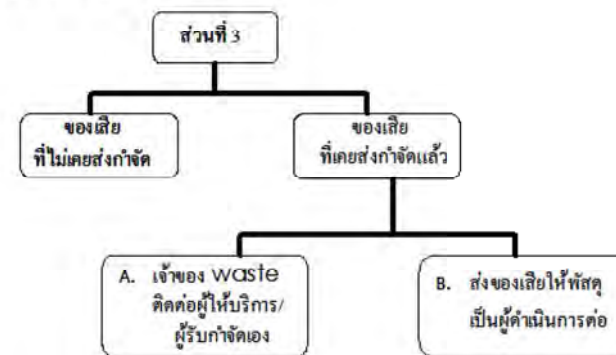 ส่วนที่ 3
ของเสีย
ที่ไม่เคยส่งกำจัด
ของเสีย
ที่เคยส่งกำจัดแล้ว
A. เจ้าของ waste
ติดต่อผู้ให้บริการ/
ผู้รับกำจัดเอง
B. ส่งของเสียให้พัสดุ
เป็นผู้ดำเนินการต่อ